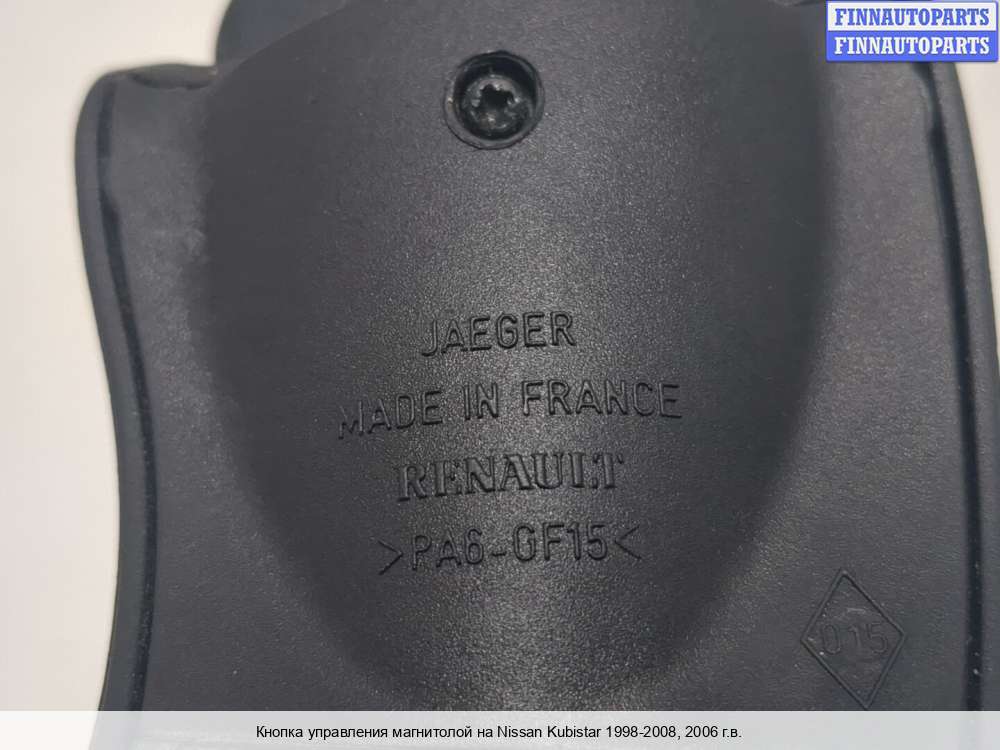 FINNAUTOPARTS
FINNAUTOPARTS
JAEGER
MADE IN FRANCE
RENAULT
>PA6-GF15<
015
Кнопка управления магнитолой на Nissan Kubistar 1998-2008, 2006 г.в.